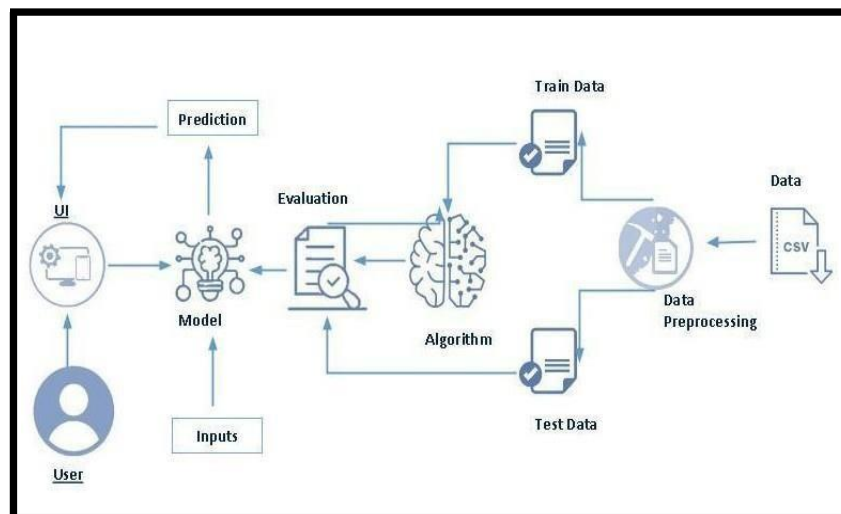 Train Data
Prediction
Data
UI
Evaluation
CSV
Model
Algorithm
Data
Preprocessing
Inputs
Test Data
User